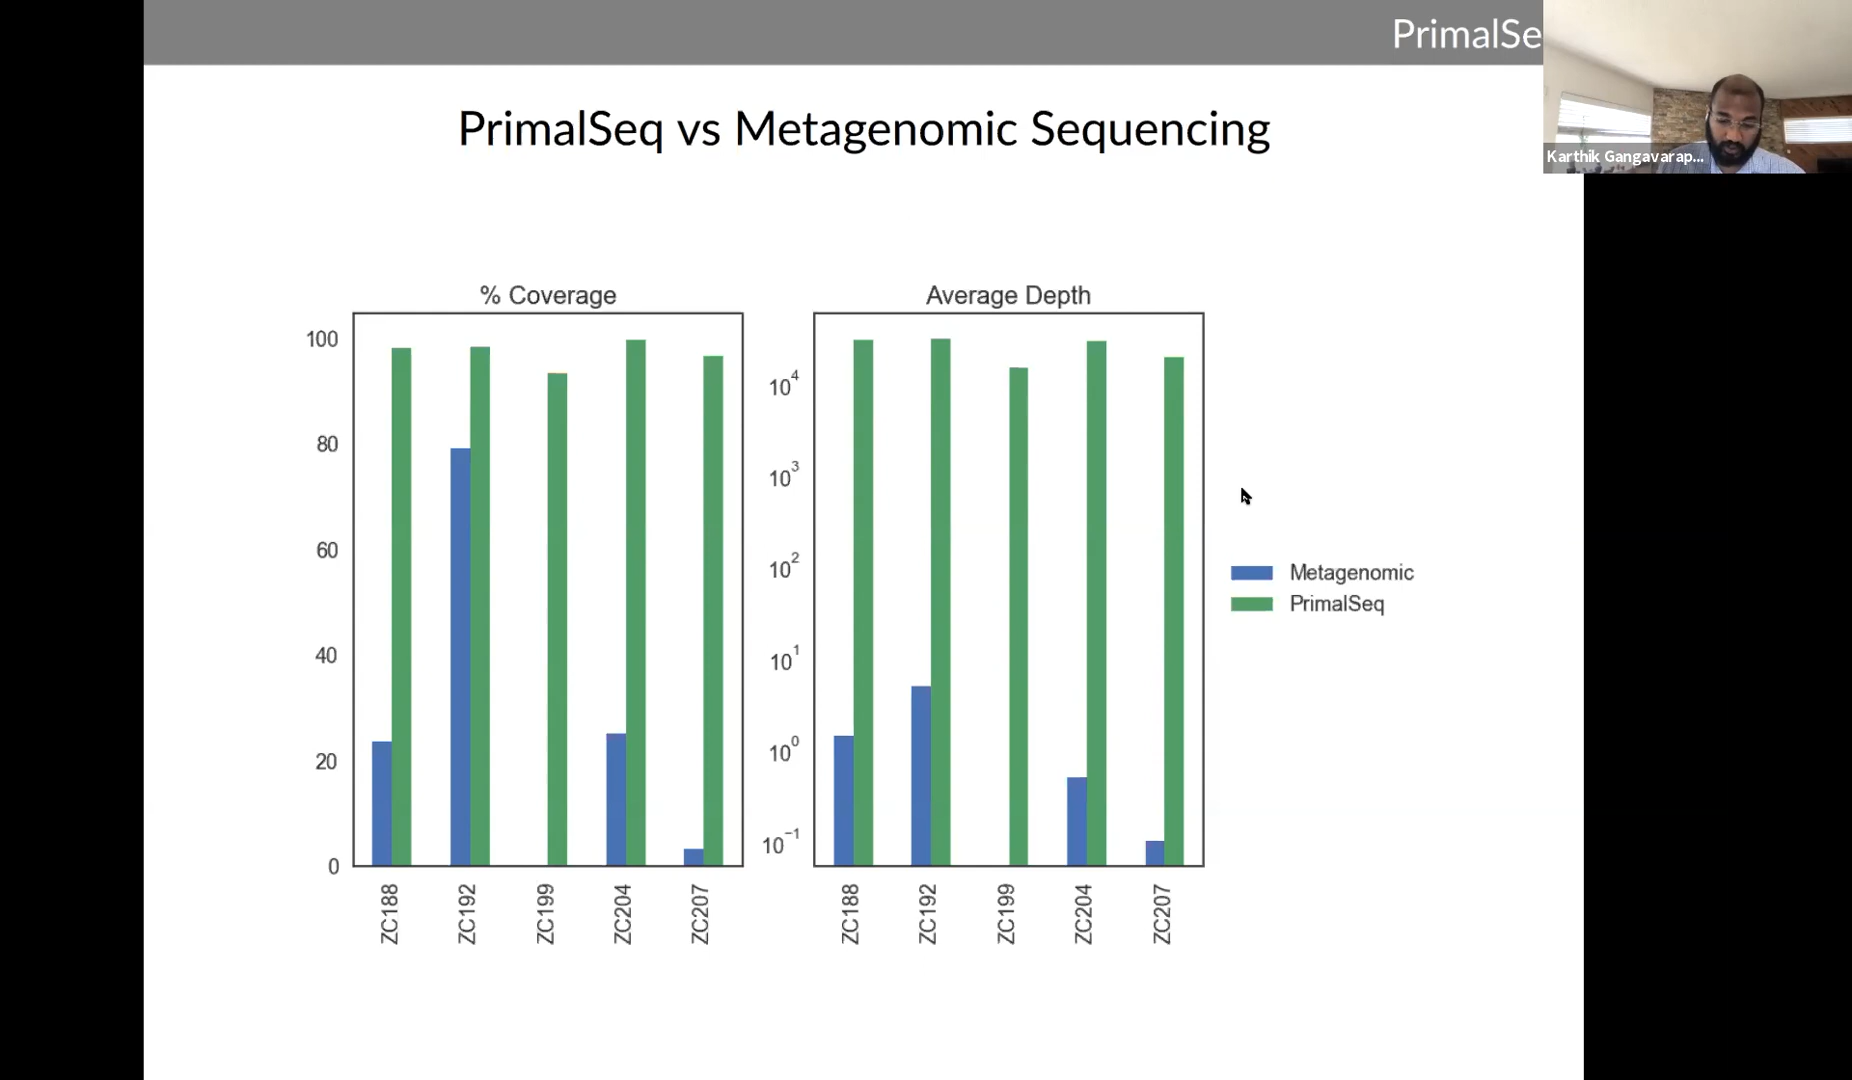 PrimalSe
Karthik Gangavarap...
PrimalSeq vs Metagenomic Sequencing
% Coverage
100
80
60
40
20
0
ZC188
ZC192
ZC199
ZC204
ZC207
Average Depth
10⁴
10³
10²
10¹
10⁰
10⁻¹
ZC188
ZC192
ZC199
ZC204
ZC207
Metagenomic
PrimalSeq